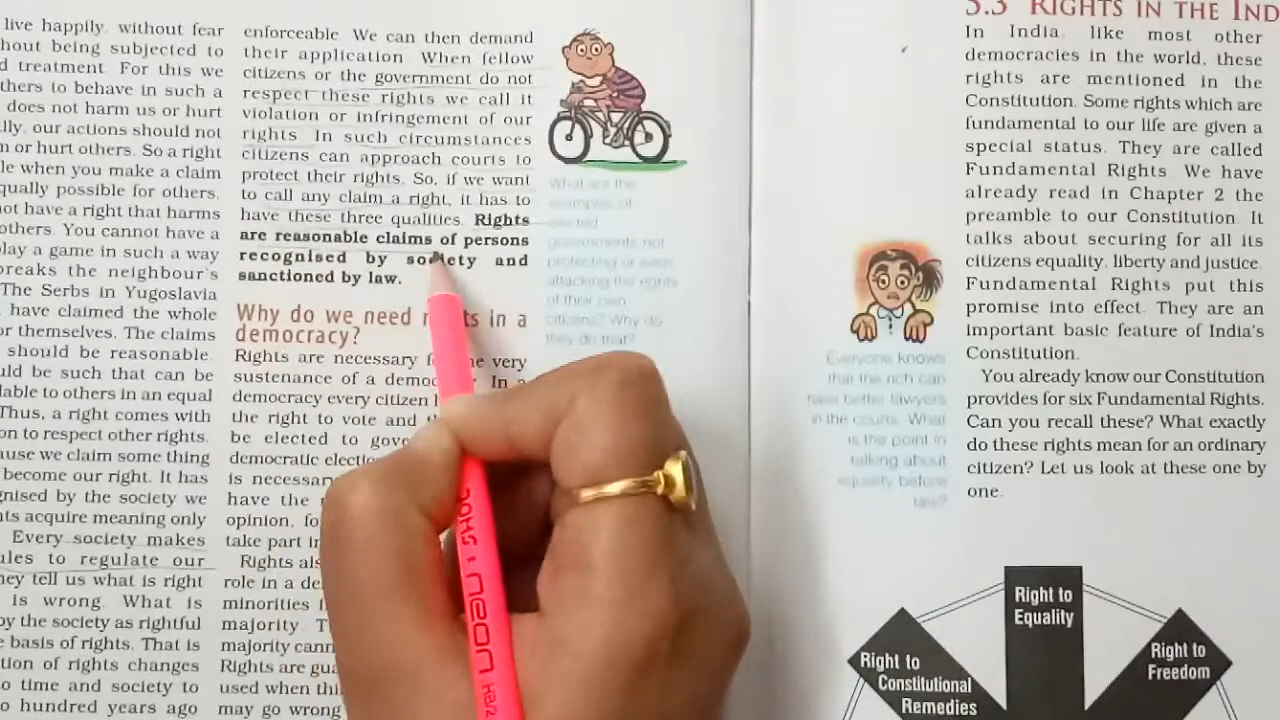 live happily, without fear
hout being subjected to
d treatment. For this we
thers to behave in such a
does not harm us or hurt
lly, our actions should not
n or hurt others. So a right
le when you make a claim
qually possible for others.
not have a right that harms
others. You cannot have a
play a game in such a way
breaks the neighbour's
The Serbs in Yugoslavia
have claimed the whole
or themselves. The claims
should be reasonable.
uld be such that can be
lable to others in an equal
Thus, a right comes with
on to respect other rights.
ause we claim some thing
become our right. It has
gnised by the society we
hts acquire meaning only
Every society makes
ules to regulate our
hey tell us what is right
is wrong. What is
by the society as rightful
e basis of rights. That is
tion of rights changes
o time and society to
o hundred years ago
enforceable. We can then demand
their application. When fellow
citizens or the government do not
respect these rights we call it
violation or infringement of our
rights. In such circumstances
citizens can approach courts to
protect their rights. So, if we want
to call any claim a right, it has to
have these three qualities. Rights
are reasonable claims of persons
recognised by society and
sanctioned by law.
Why do we need in a
democracy?
Rights are necessary very
sustenance of a In a
democracy every citizen
the right to vote and
be elected to
democratic
is
have the
opinion,
take part in
Rights
role in a
minorities
majority.
majority
Rights are
used when
may go wrong
What are the
examples of
elected
governments not
protecting or even
attacking the rights
of their own
citizens? Why do
they do that?
5.3 RIGHTS IN THE IND
In India, like most other
democracies in the world, these
rights are mentioned in the
Constitution. Some rights which are
fundamental to our life are given a
special status. They are called
Fundamental Rights. We have
already read in Chapter 2 the
preamble to our Constitution. It
talks about securing for all its
citizens equality, liberty and justice.
Fundamental Rights put this
promise into effect. They are an
important basic feature of India's
Constitution.
You already know our Constitution
provides for six Fundamental Rights.
Can you recall these? What exactly
do these rights mean for an ordinary
citizen? Let us look at these one by
one.
Everyone knows
that the rich can
have better lawyers
in the courts. What
is the point in
talking about
equality before
law?
Right to
Equality
Right to
Freedom
Right to
Constitutional
Remedies
neon HB/2